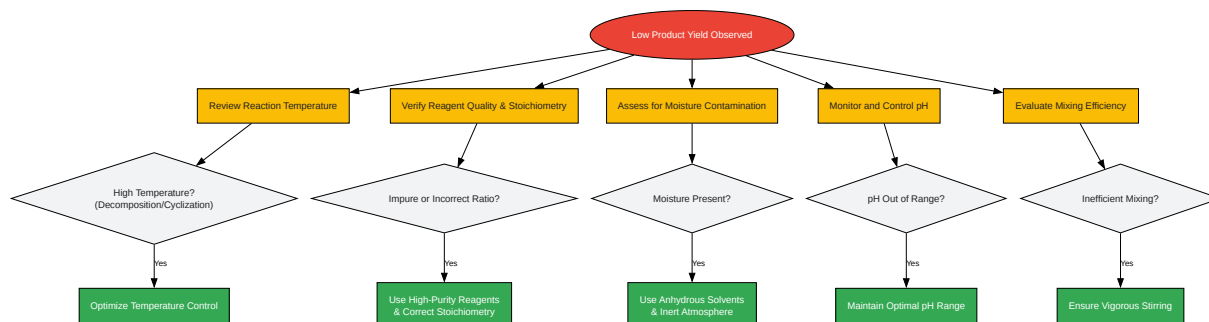 Low Product Yield Observed
Review Reaction Temperature
Verify Reagent Quality & Stoichiometry
Assess for Moisture Contamination
Monitor and Control pH
Evaluate Mixing Efficiency
High Temperature?
(Decomposition/Cyclization)
Impure or Incorrect Ratio?
Moisture Present?
pH Out of Range?
Inefficient Mixing?
Yes
Yes
Yes
Yes
Yes
Optimize Temperature Control
Use High-Purity Reagents
& Correct Stoichiometry
Use Anhydrous Solvents
& Inert Atmosphere
Maintain Optimal pH Range
Ensure Vigorous Stirring